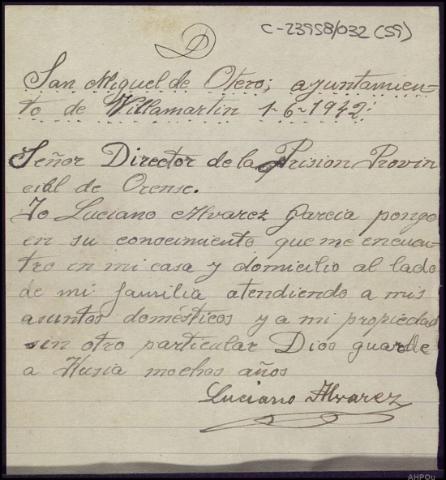 C-23958/032 (59)
D
San Miguel de Otero; ayuntamien-
to de Villamartin 1-6-1942:
Señor Director de la Prision Provin
cial de Orense.
Yo Luciano Alvarez Garcia pongo
en su conocimiento que me encuen
tro en mi casa y domicilio al lado
de mi familia atendiendo a mis
asuntos domésticos y a mi propiedad
sin otro particular Dios guarde
a Husia mochos años
Luciano Alvarez
AHPOU